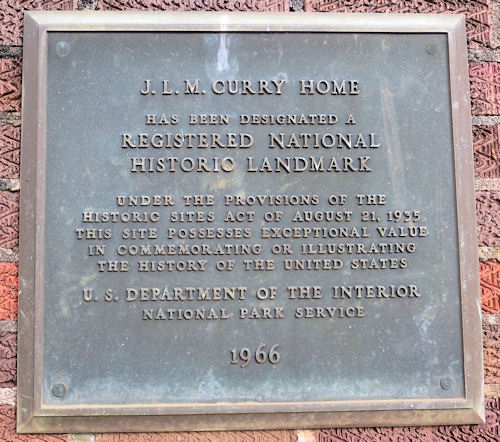 J. L. M. CURRY HOME
HAS BEEN DESIGNATED A
REGISTERED NATIONAL
HISTORIC LANDMARK
UNDER THE PROVISIONS OF THE
HISTORIC SITES ACT OF AUGUST 21, 1935
THIS SITE POSSESSES EXCEPTIONAL VALUE
IN COMMEMORATING OR ILLUSTRATING
THE HISTORY OF THE UNITED STATES
U. S. DEPARTMENT OF THE INTERIOR
NATIONAL PARK SERVICE
1966